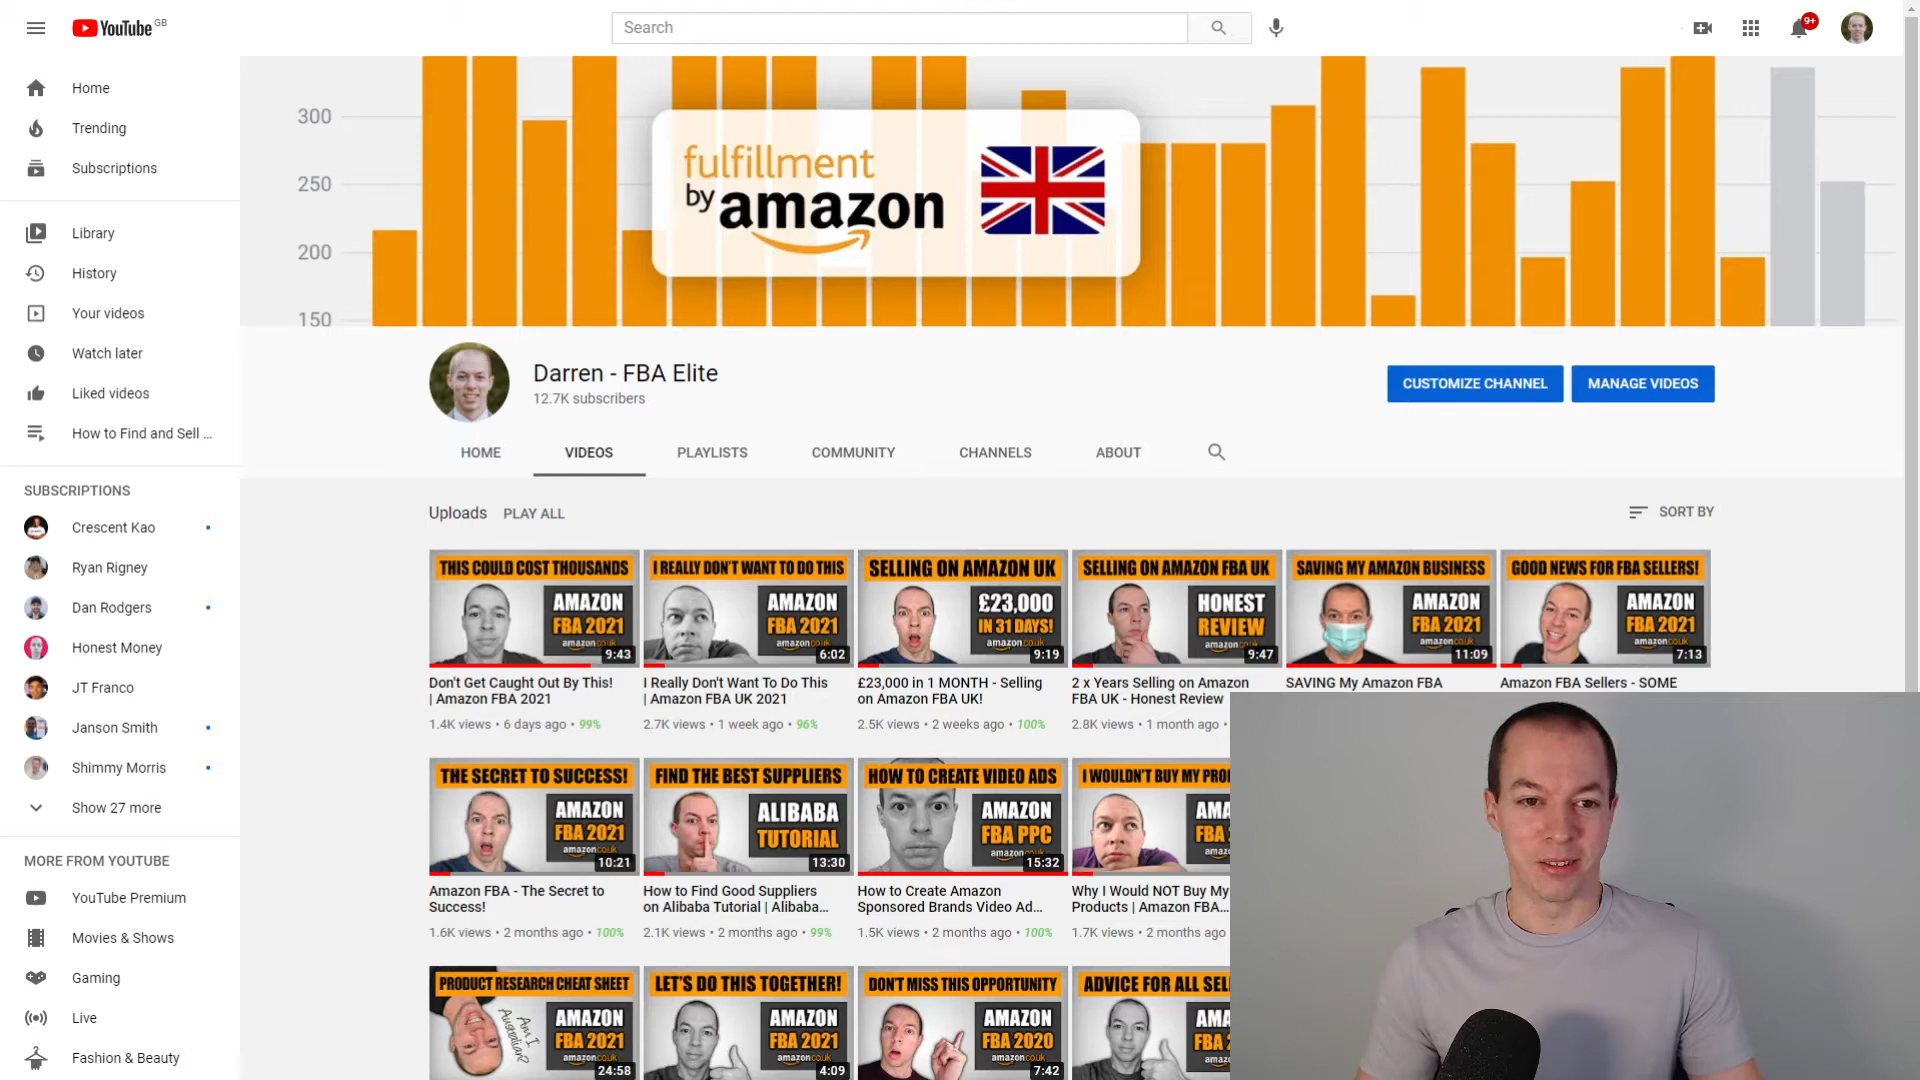 YouTube GB
Search
9+
Home
Trending
Subscriptions
Library
History
Your videos
Watch later
Liked videos
How to Find and Sell ...
SUBSCRIPTIONS
Crescent Kao
Ryan Rigney
Dan Rodgers
Honest Money
JT Franco
Janson Smith
Shimmy Morris
Show 27 more
MORE FROM YOUTUBE
YouTube Premium
Movies & Shows
Gaming
Live
Fashion & Beauty
300
250
200
150
fulfillment
by amazon
Darren - FBA Elite
12.7K subscribers
CUSTOMIZE CHANNEL
MANAGE VIDEOS
HOME
VIDEOS
PLAYLISTS
COMMUNITY
CHANNELS
ABOUT
Uploads
PLAY ALL
SORT BY
THIS COULD COST THOUSANDS
AMAZON
FBA 2021
amazon.co.uk
9:43
Don't Get Caught Out By This!
| Amazon FBA 2021
1.4K views • 6 days ago • 99%
I REALLY DON'T WANT TO DO THIS
AMAZON
FBA 2021
6:02
I Really Don't Want To Do This
| Amazon FBA UK 2021
2.7K views • 1 week ago • 96%
SELLING ON AMAZON UK
£23,000
IN 31 DAYS!
9:19
£23,000 in 1 MONTH - Selling
on Amazon FBA UK!
2.5K views • 2 weeks ago • 100%
SELLING ON AMAZON FBA UK
HONEST
REVIEW
9:47
2 x Years Selling on Amazon
FBA UK - Honest Review
2.8K views • 1 month ago •
SAVING MY AMAZON BUSINESS
AMAZON
FBA 2021
11:09
SAVING My Amazon FBA
GOOD NEWS FOR FBA SELLERS!
AMAZON
FBA 2021
7:13
Amazon FBA Sellers - SOME
THE SECRET TO SUCCESS!
AMAZON
FBA 2021
10:21
Amazon FBA - The Secret to
Success!
1.6K views • 2 months ago • 100%
FIND THE BEST SUPPLIERS
ALIBABA
TUTORIAL
13:30
How to Find Good Suppliers
on Alibaba Tutorial | Alibaba...
2.1K views • 2 months ago • 99%
HOW TO CREATE VIDEO ADS
AMAZON
FBA PPC
15:32
How to Create Amazon
Sponsored Brands Video Ad...
1.5K views • 2 months ago • 100%
I WOULDN'T BUY MY PRO
AMA
FBA
Why I Would NOT Buy My
Products | Amazon FBA...
1.7K views • 2 months ago
PRODUCT RESEARCH CHEAT SHEET
Am I
Australian?
AMAZON
FBA 2021
24:58
LET'S DO THIS TOGETHER!
AMAZON
FBA 2021
4:09
DON'T MISS THIS OPPORTUNITY
AMAZON
FBA 2020
7:42
ADVICE FOR ALL SEL
AMA
FBA